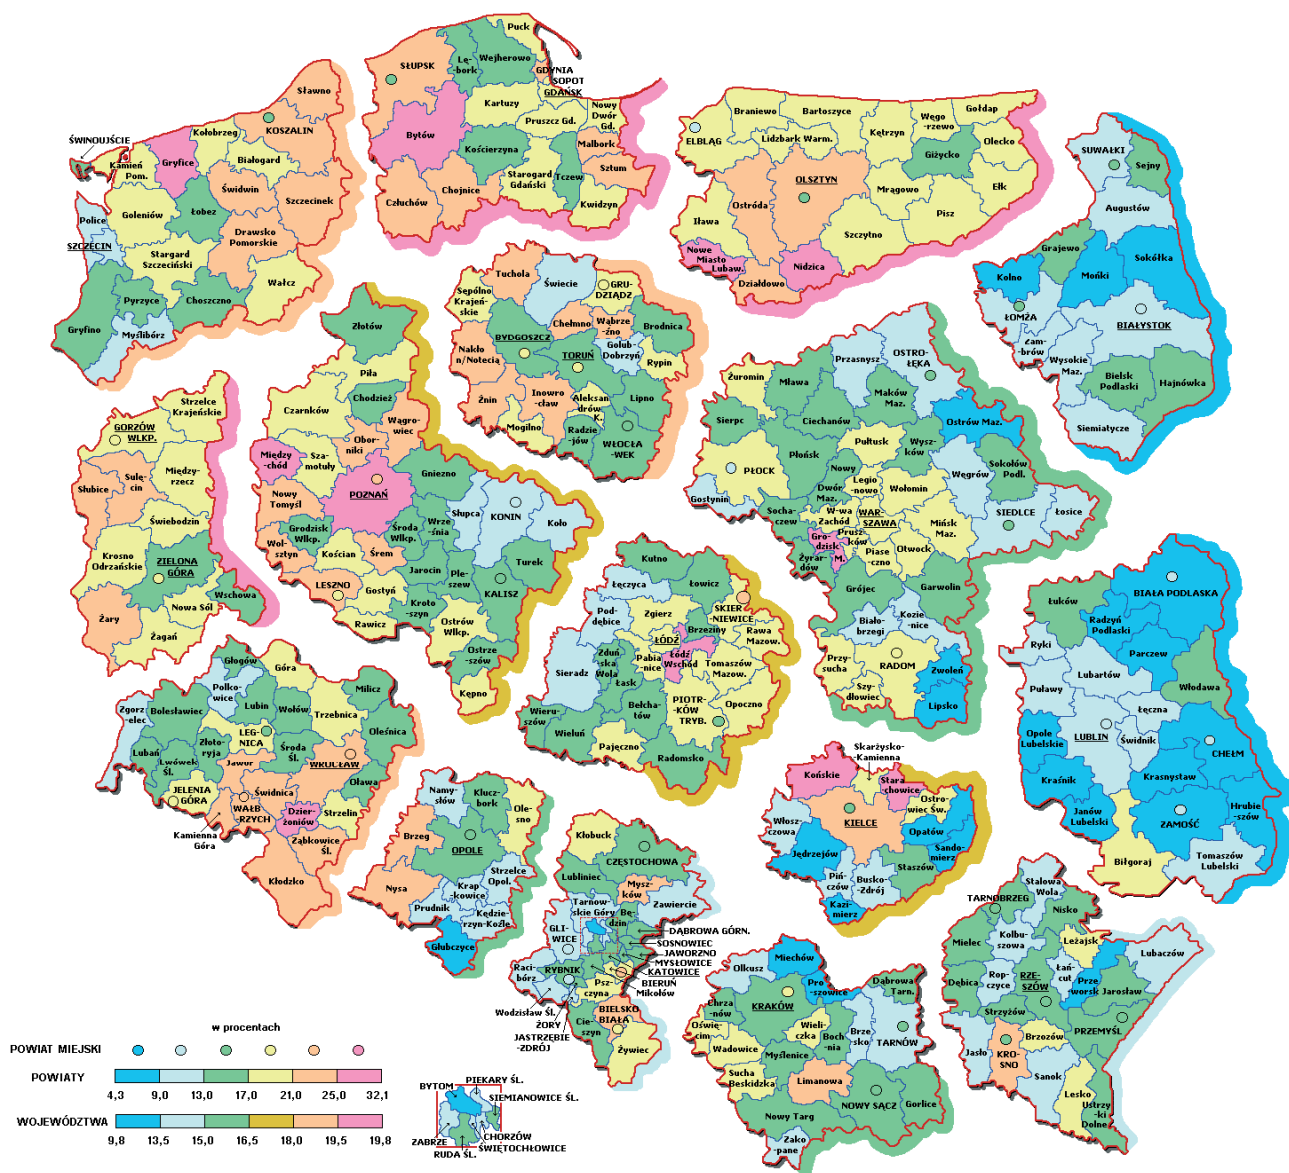 ŚWINOUJŚCIE
Kamień
Pom.
Gryfice
Kołobrzeg
Sławno
KOSZALIN
Białogard
Świdwin
Szczecinek
Goleniów
Łobez
Police
SZCZECIN
Stargard
Szczeciński
Drawsko
Pomorskie
Wałcz
Pyrzyce
Choszczno
Gryfino
Myślibórz
SŁUPSK
Lę-
bork
Wejherowo
Puck
GDYNIA
SOPOT
GDAŃSK
Kartuzy
Pruszcz Gd.
Nowy
Dwór
Gd.
Bytów
Kościerzyna
Malbork
Sztum
Starogard
Gdański
Tczew
Człuchów
Chojnice
Kwidzyn
ELBLĄG
Braniewo
Bartoszyce
Lidzbark Warm.
Kętrzyn
Węgo
-rzewo
Gołdap
Olecko
Giżycko
Ełk
OLSZTYN
Ostróda
Mrągowo
Pisz
Iława
Szczytno
Nowe
Miasto
Lubaw.
Nidzica
Działdowo
SUWAŁKI
Sejny
Augustów
Grajewo
Kolno
Mońki
Sokółka
ŁOMŻA
BIAŁYSTOK
Zam-
brów
Wysokie
Maz.
Bielsk
Podlaski
Hajnówka
Siemiatycze
Sępólno
Krajeń-
skie
Tuchola
Świecie
GRU-
DZIĄDZ
Chełmno
Wąbrze
-źno
Brodnica
BYDGOSZCZ
TORUŃ
Golub-
Dobrzyń
Rypin
Nakło
n/Notecią
Żnin
Inowro
-cław
Aleksan-
drów
K.
Lipno
Mogilno
Radzie
-jów
WŁOCŁA
-WEK
Strzelce
Krajeńskie
GORZÓW
WLKP.
Słubice
Sulę-
cin
Między-
rzecz
Świebodzin
Krosno
Odrzańskie
ZIELONA
GÓRA
Wschowa
Nowa Sól
Żary
Żagań
Złotów
Piła
Czarnków
Chodzież
Wągro-
wiec
Obor-
niki
Między-
chód
Sza-
motuły
Gniezno
POZNAŃ
Nowy
Tomyśl
Słupca
KONIN
Koło
Wrze-
śnia
Grodzisk
Wlkp.
Środa
Wlkp.
Wol-
sztyn
Kościan
Śrem
Jarocin
Ple-
szew
Turek
KALISZ
LESZNO
Gostyń
Kroto-
szyn
Rawicz
Ostrów
Wlkp.
Ostrze-
szów
Kępno
Żuromin
Mława
Przasnysz
OSTRO-
ŁĘKA
Maków
Maz.
Sierpc
Ciechanów
Ostrów Maz.
Pułtusk
Wysz-
ków
Płońsk
PŁOCK
Gostynin
Nowy
Dwór
Maz.
Legio
-nowo
Wołomin
Węgrów
Sokołów
Podl.
Socha-
czew
W-wa
Zachód
WAR-
SZAWA
Mińsk
Maz.
SIEDLCE
Łosice
Gro-
dzisk
M.
Prusz
-ków
Piase
-czno
Otwock
Żyrar-
dów
Grójec
Garwolin
Biało-
brzegi
Kozie-
nice
Przy-
sucha
RADOM
Zwoleń
Szy-
dłowiec
Lipsko
Kutno
Łęczyca
Łowicz
Pod-
dębice
Zgierz
SKIER-
NIEWICE
Brzeziny
Rawa
Mazow.
ŁÓDŹ
Łódź
Wschód
Sieradz
Zduń
-ska
Wola
Pabia
-nice
Tomaszów
Mazow.
Łask
Bełcha-
tów
PIOTR-
KÓW
TRYB.
Opoczno
Wieru-
szów
Wieluń
Pajęczno
Radomsko
BIAŁA PODLASKA
Łuków
Radzyń
Podlaski
Parczew
Ryki
Lubartów
Włodawa
Puławy
Łęczna
LUBLIN
Świdnik
CHEŁM
Opole
Lubelskie
Krasnystaw
Kraśnik
Janów
Lubelski
ZAMOŚĆ
Hrubie
-szów
Biłgoraj
Tomaszów
Lubelski
Głogów
Góra
Polko-
wice
Lubin
Milicz
Zgorz
-elec
Bolesławiec
Wołów
Trzebnica
Oleśnica
LEG-
NICA
Lubań
Złoto-
ryja
Środa
Śl.
Lwówek
Śl.
Jawor
WROCŁAW
Oława
JELENIA
GÓRA
Świdnica
WAŁB
RZYCH
Dzier-
żoniów
Strzelin
Kamienna
Góra
Ząbkowice
Śl.
Kłodzko
Namy-
słów
Klucz-
bork
Ole-
sno
Brzeg
OPOLE
Nysa
Strzelce
Opol.
Krap
-kowice
Prudnik
Kędzie-
rzyn-Koźle
Głubczyce
Kłobuck
CZĘSTOCHOWA
Lubliniec
Mysz-
ków
Zawiercie
Tarnow
-skie Góry
Bę-
dzin
DĄBROWA GÓRN.
SOSNOWIEC
JAWORZNO
MYSŁOWICE
KATOWICE
BIERUŃ
Mikołów
GLI-
WICE
Raci-
bórz
RYBNIK
Psz-
czyna
Wodzisław Śl.
ŻORY
JASTRZĘBIE
-ZDRÓJ
BIELSKO
BIAŁA
Cie-
szyn
Żywiec
Skarżysko-
Kamienna
Końskie
Stara
chowice
Ostro-
wiec Św.
KIELCE
Włosz-
czowa
Opatów
Jędrzejów
Sando-
mierz
Staszów
Piń-
czów
Busko-
Zdrój
Kazi-
mierz
Olkusz
Miechów
Pro
-szowice
Dąbrowa
Tarn.
Chrza
-nów
KRAKÓW
Oświę-
cim
Wieli-
czka
Boch-
nia
Brze-
sko
TARNÓW
Wadowice
Myślenice
Sucha
Beskidzka
Limanowa
NOWY SĄCZ
Gorlice
Nowy Targ
Zako
-pane
TARNOBRZEG
Stalowa
Wola
Nisko
Mielec
Kolbu-
szowa
Leżajsk
Lubaczów
Rop-
czyce
RZE-
SZÓW
Łań-
cut
Prze
worsk
Dębica
Jarosław
Strzyżów
PRZEMYŚL
Jasło
KRO-
SNO
Brzozów
Sanok
Lesko
Ustrzy
-ki
Dolne
w procentach
POWIAT MIEJSKI
POWIATY
4,3 9,0 13,0 17,0 21,0 25,0 32,1
WOJEWÓDZTWA
9,8 13,5 15,0 16,5 18,0 19,5 19,8
BYTOM
PIEKARY ŚL.
SIEMIANOWICE ŚL.
CHORZÓW
ŚWIĘTOCHŁOWICE
ZABRZE
RUDA ŚL.